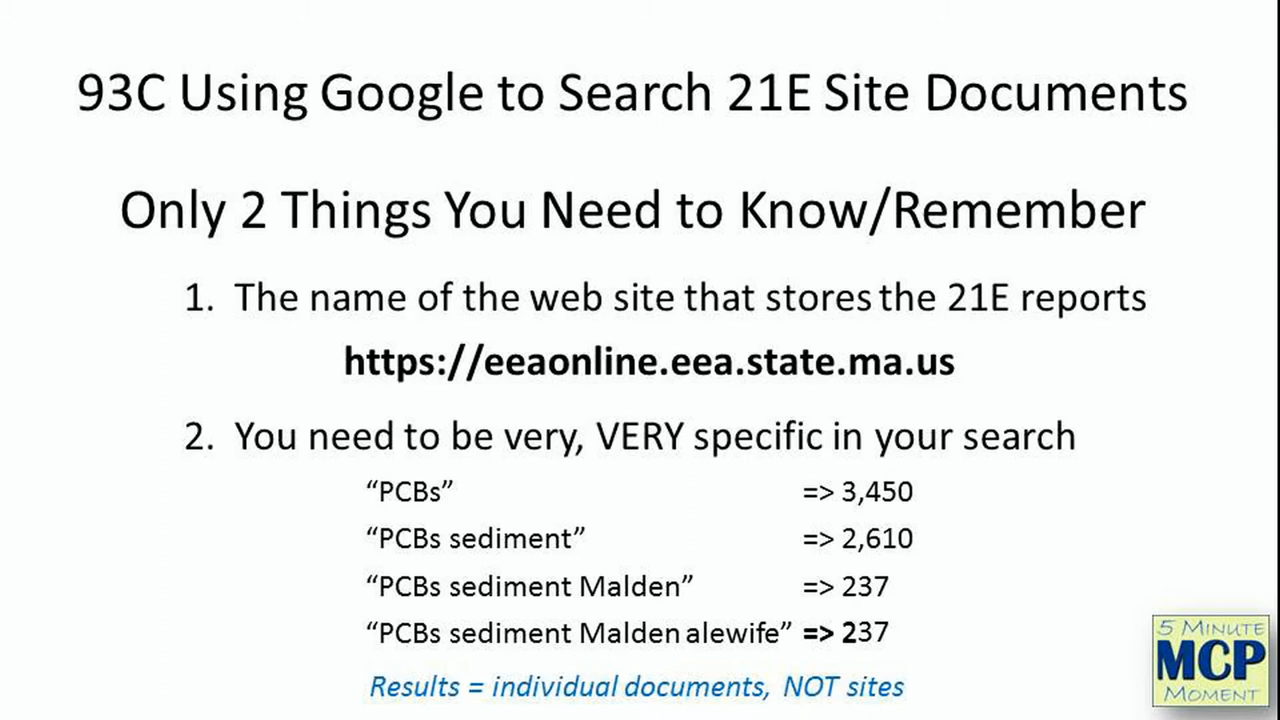 93C Using Google to Search 21E Site Documents
Only 2 Things You Need to Know/Remember
1. The name of the web site that stores the 21E reports
https://eeaonline.eea.state.ma.us
2. You need to be very, VERY specific in your search
“PCBs” => 3,450
“PCBs sediment” => 2,610
“PCBs sediment Malden” => 237
“PCBs sediment Malden alewife” => 237
Results = individual documents, NOT sites
5 MINUTE
MCP
MOMENT